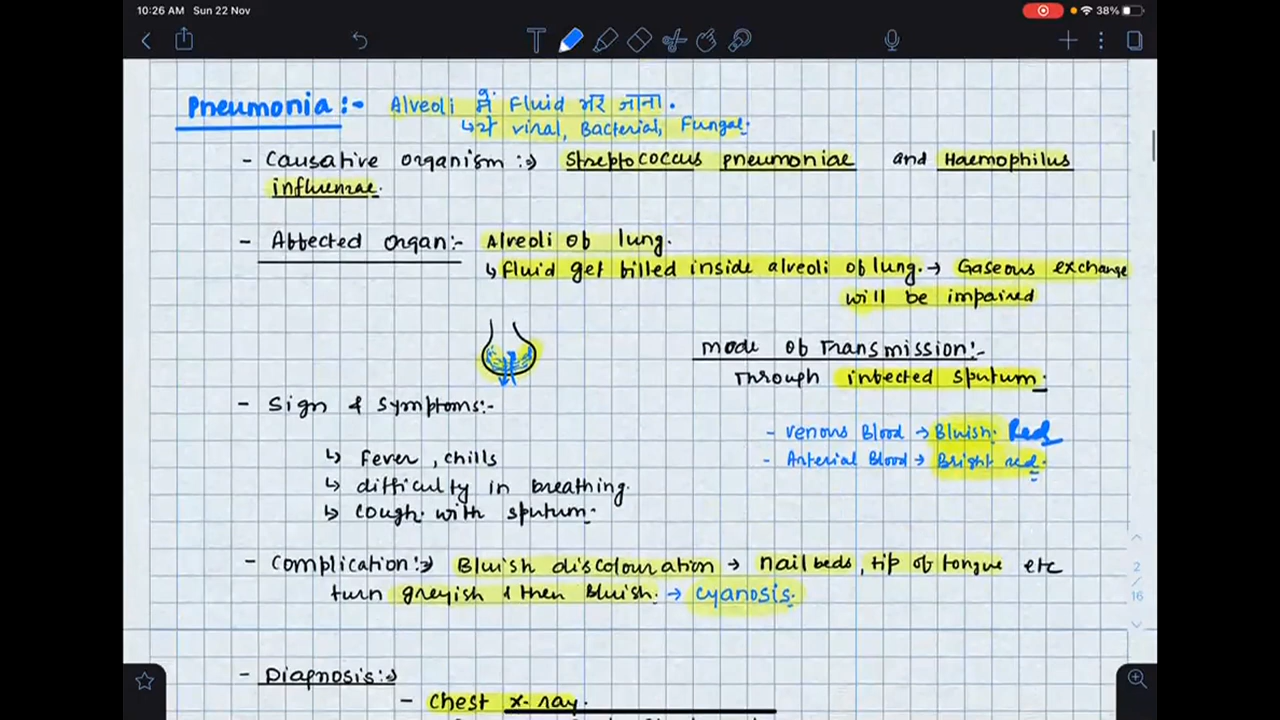 10:26 AM Sun 22 Nov
38%
Pneumonia :- Alveoli में Fluid भर जाना.
↳ ये viral, Bacterial, Fungal.
- Causative organism :→ Streptococcus pneumoniae and Haemophilus
influenzae.
- Affected organ:- Alveoli of lung.
↳ Fluid get filled inside alveoli of lung. → Gaseous exchange
will be impaired
Mode of Transmission:-
Through infected sputum.
- Sign & Symptoms:-
- Venous Blood → Bluish. Red
- Arterial Blood → Bright red.
↳ Fever, chills
↳ difficulty in breathing.
↳ cough with sputum.
- Complication :→ Bluish discolouration → nail beds, tip of tongue etc
turn greyish & then Bluish. → cyanosis.
2
/
16
- Diagnosis :→
- Chest x-ray.